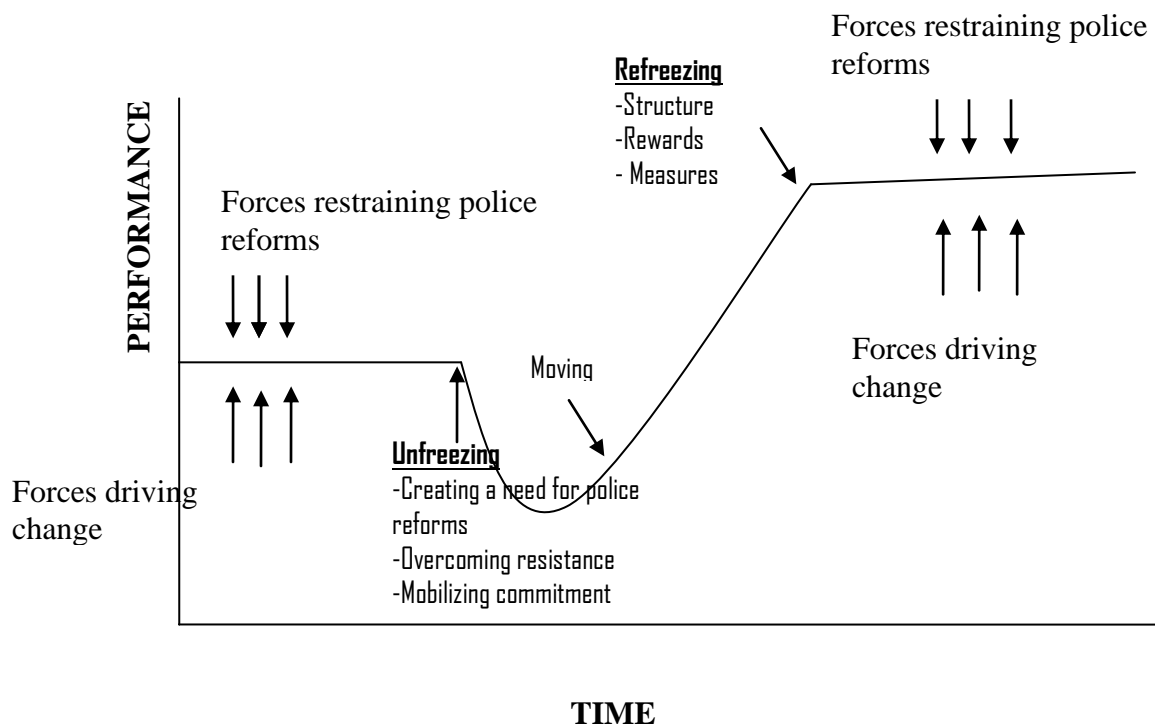 Forces restraining police
reforms
Refreezing
-Structure
-Rewards
- Measures
PERFORMANCE
Forces restraining police
reforms
Forces driving
change
Moving
Unfreezing
-Creating a need for police
reforms
-Overcoming resistance
-Mobilizing commitment
Forces driving
change
TIME